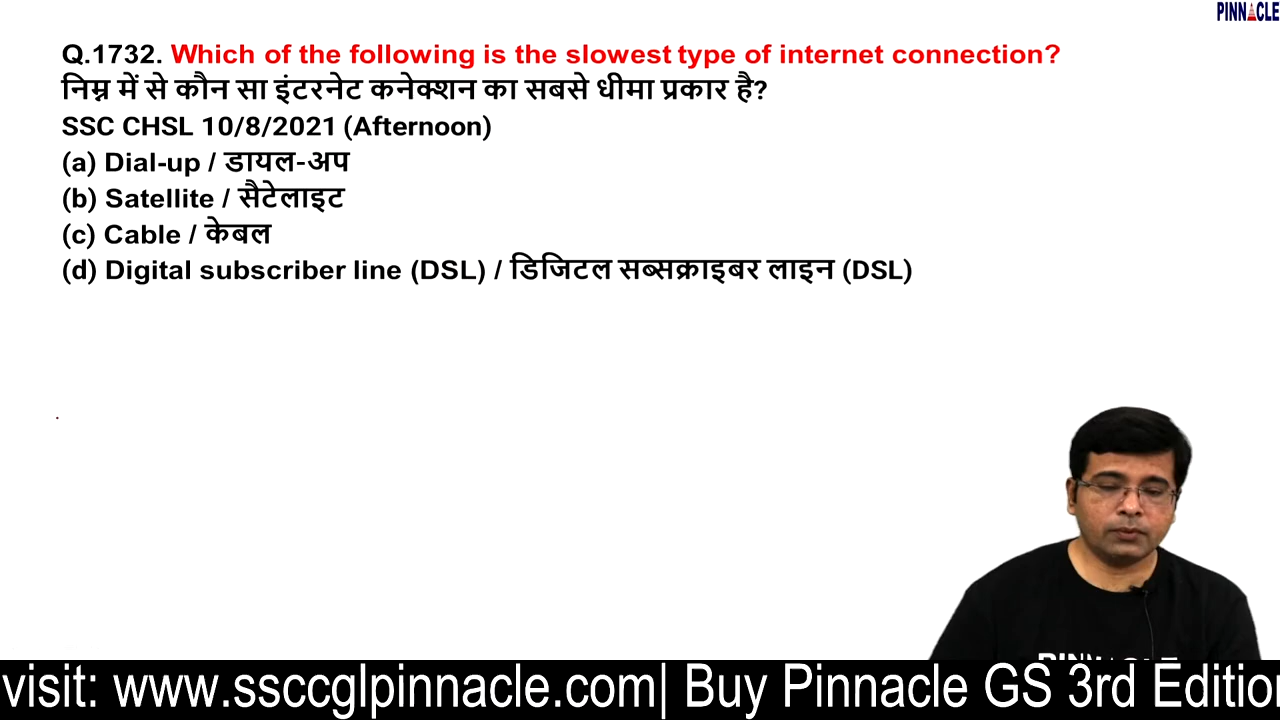 PINNACLE
Q.1732. Which of the following is the slowest type of internet connection?
निम्न में से कौन सा इंटरनेट कनेक्शन का सबसे धीमा प्रकार है?
SSC CHSL 10/8/2021 (Afternoon)
(a) Dial-up / डायल-अप
(b) Satellite / सैटेलाइट
(c) Cable / केबल
(d) Digital subscriber line (DSL) / डिजिटल सब्सक्राइबर लाइन (DSL)
PINNACLE
visit: www.ssccglpinnacle.com| Buy Pinnacle GS 3rd Editio